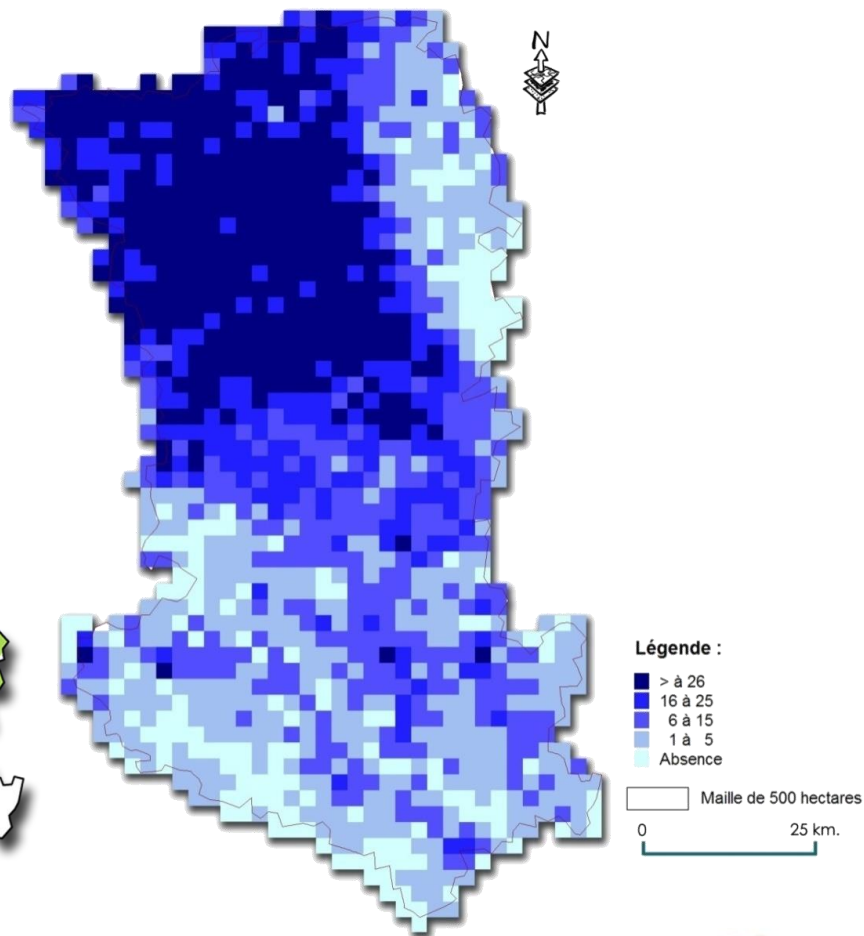 N
Légende :
> à 26
16 à 25
6 à 15
1 à 5
Absence
Maille de 500 hectares
0 25 km.